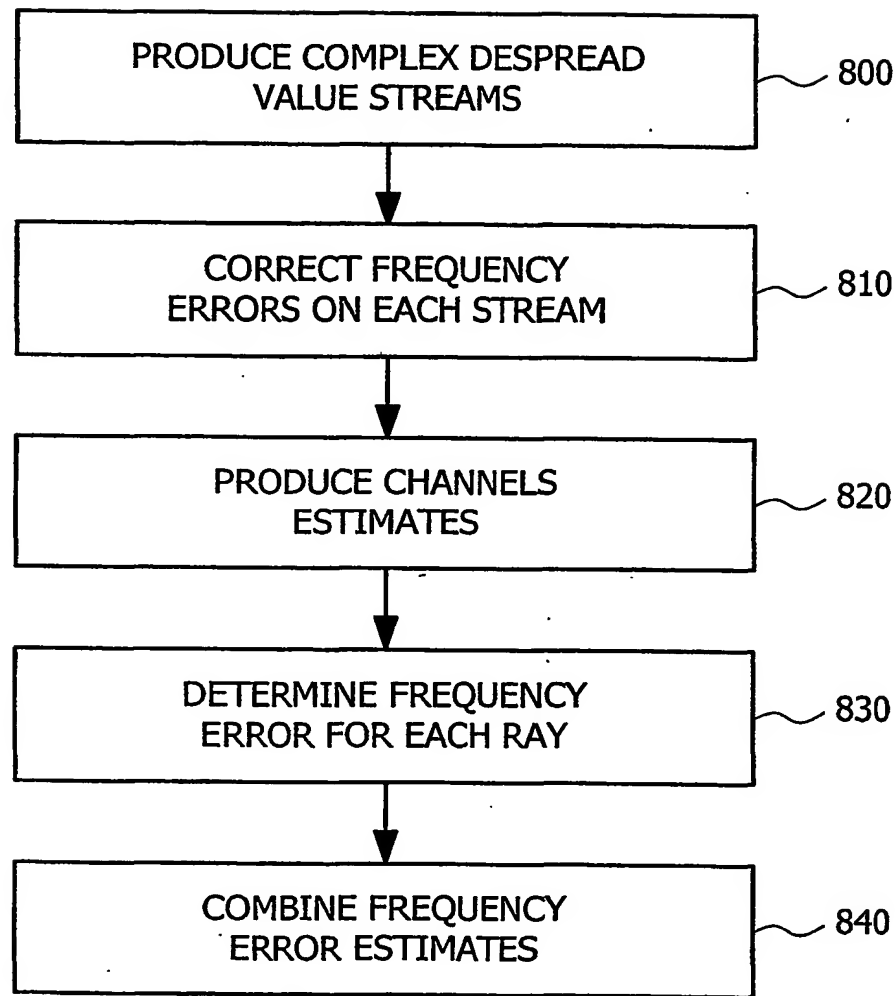 PRODUCE COMPLEX DESPREAD
VALUE STREAMS
800
CORRECT FREQUENCY
ERRORS ON EACH STREAM
810
PRODUCE CHANNELS
ESTIMATES
820
DETERMINE FREQUENCY
ERROR FOR EACH RAY
830
COMBINE FREQUENCY
ERROR ESTIMATES
840